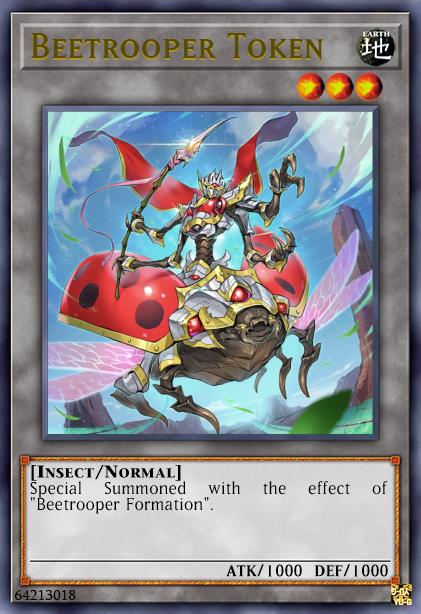 Beetrooper Token
EARTH
地
[Insect/Normal]
Special Summoned with the effect of
"Beetrooper Formation".
ATK/1000 DEF/1000
64213018